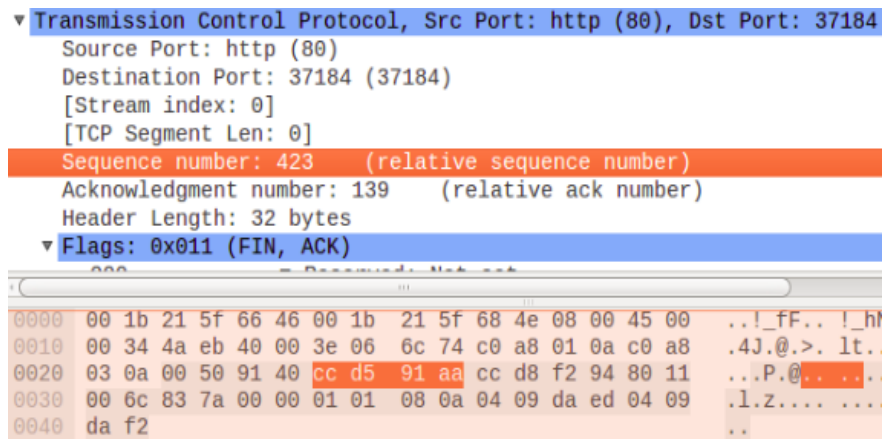 Transmission Control Protocol, Src Port: http (80), Dst Port: 37184
Source Port: http (80)
Destination Port: 37184 (37184)
[Stream index: 0]
[TCP Segment Len: 0]
Sequence number: 423 (relative sequence number)
Acknowledgment number: 139 (relative ack number)
Header Length: 32 bytes
Flags: 0x011 (FIN, ACK)
0000 00 1b 21 5f 66 46 00 1b 21 5f 68 4e 08 00 45 00 ..!_fF.. !_hN
0010 00 34 4a eb 40 00 3e 06 6c 74 c0 a8 01 0a c0 a8 .4J.@.>. lt..
0020 03 0a 00 50 91 40 cc d5 91 aa cc d8 f2 94 80 11 ...P.@.. ..
0030 00 6c 83 7a 00 00 01 01 08 0a 04 09 da ed 04 09 .l.z.... ....
0040 da f2 ..